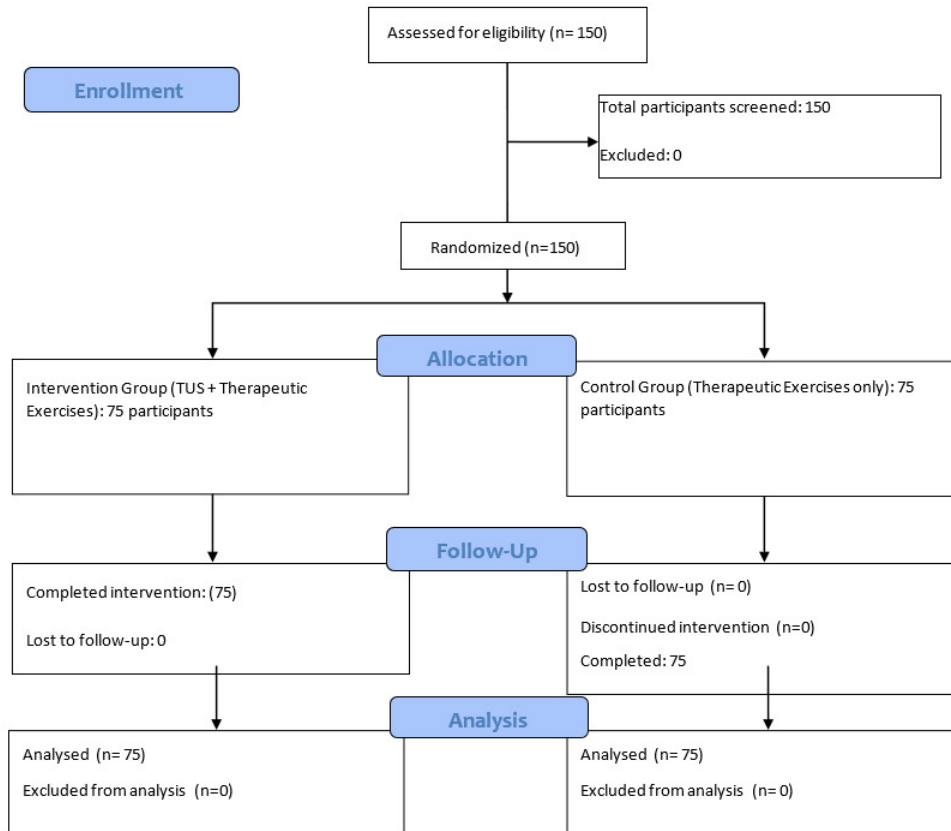 Assessed for eligibility (n= 150)
Enrollment
Total participants screened: 150
Excluded: 0
Randomized (n=150)
Allocation
Intervention Group (TUS + Therapeutic
Exercises): 75 participants
Control Group (Therapeutic Exercises only): 75
participants
Follow-Up
Completed intervention: (75)
Lost to follow-up: 0
Lost to follow-up (n= 0)
Discontinued intervention (n=0)
Completed: 75
Analysis
Analysed (n= 75)
Excluded from analysis (n=0)
Analysed (n= 75)
Excluded from analysis (n= 0)